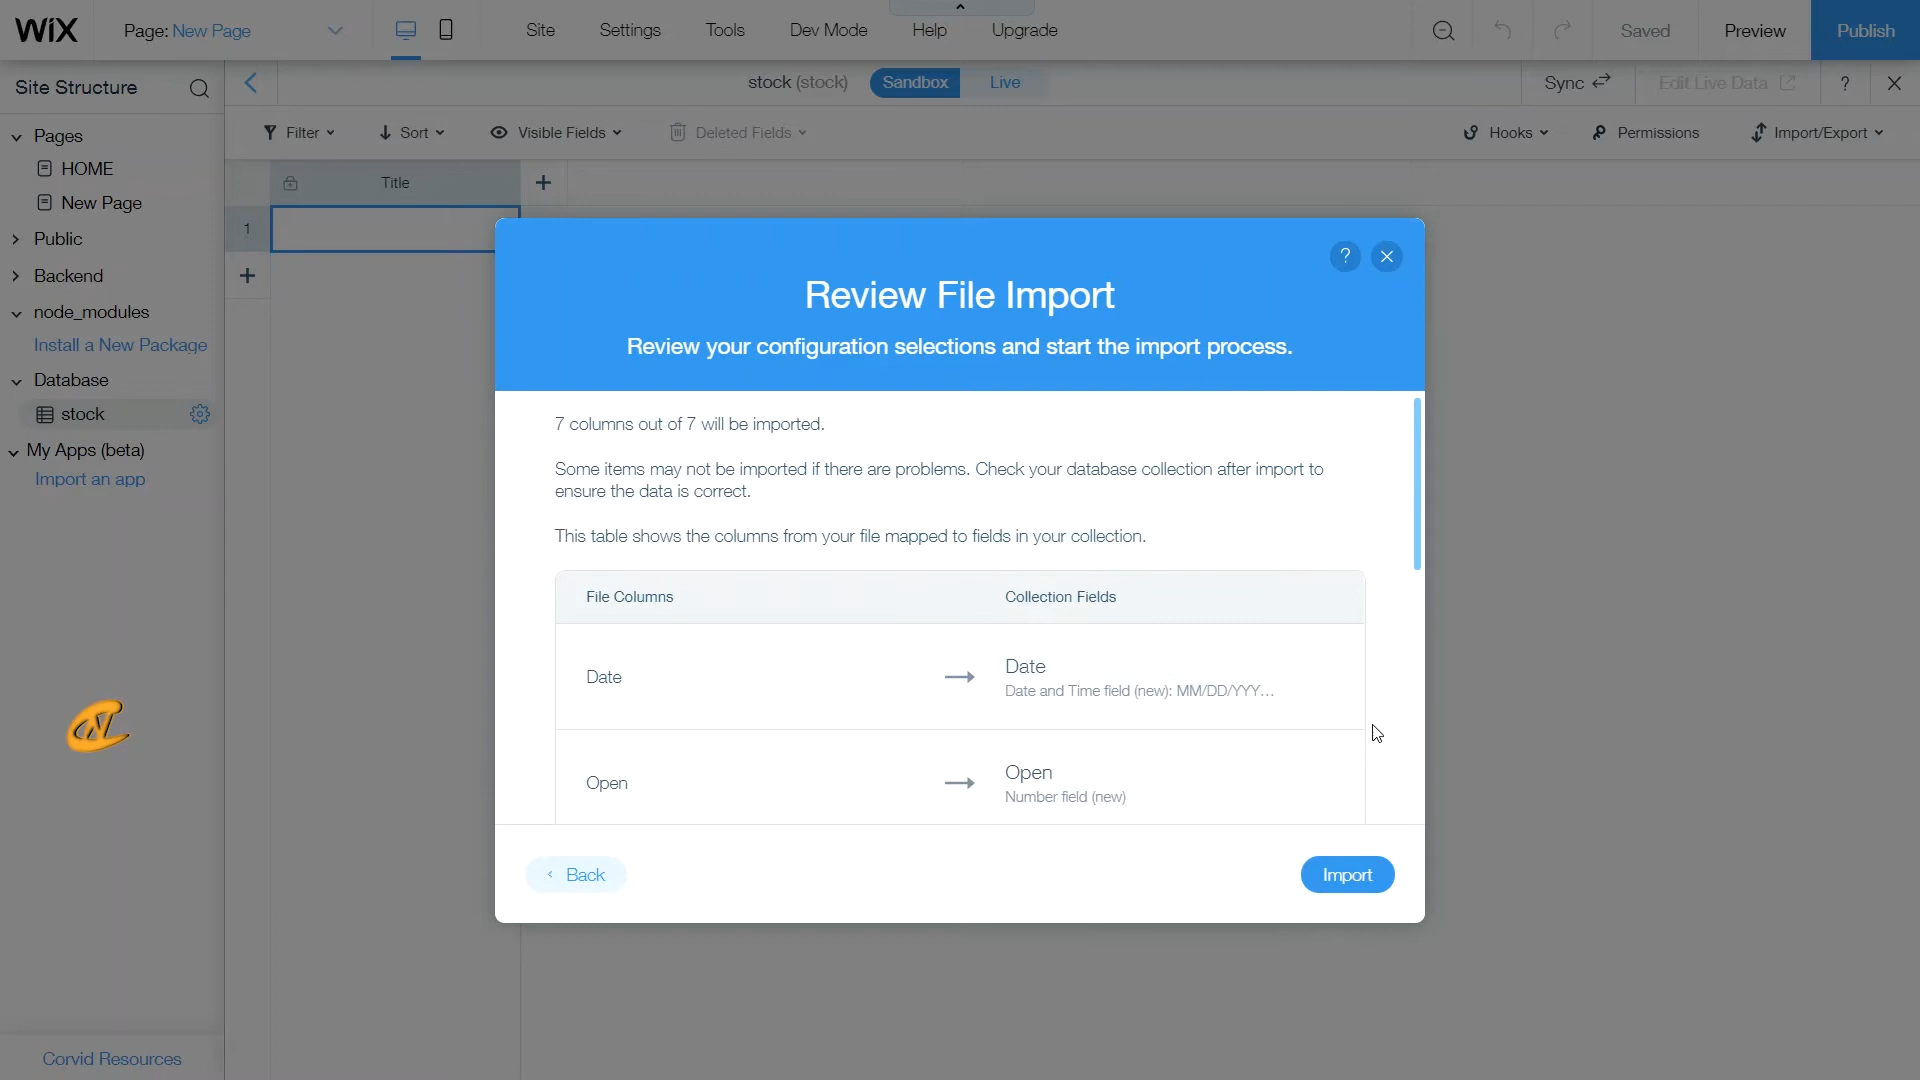 WiX
Page: New Page
Site
Settings
Tools
Dev Mode
Help
Upgrade
Saved
Preview
Publish
Site Structure
stock (stock)
Sandbox
Live
Sync
Edit Live Data
?
Filter
Sort
Visible Fields
Deleted Fields
Hooks
Permissions
Import/Export
Pages
HOME
New Page
Public
Backend
node_modules
Install a New Package
Database
stock
My Apps (beta)
Import an app
Corvid Resources
Title
1
?
Review File Import
Review your configuration selections and start the import process.
7 columns out of 7 will be imported.
Some items may not be imported if there are problems. Check your database collection after import to
ensure the data is correct.
This table shows the columns from your file mapped to fields in your collection.
File Columns
Collection Fields
Date
Date
Date and Time field (new): MM/DD/YYY...
Open
Open
Number field (new)
Back
Import